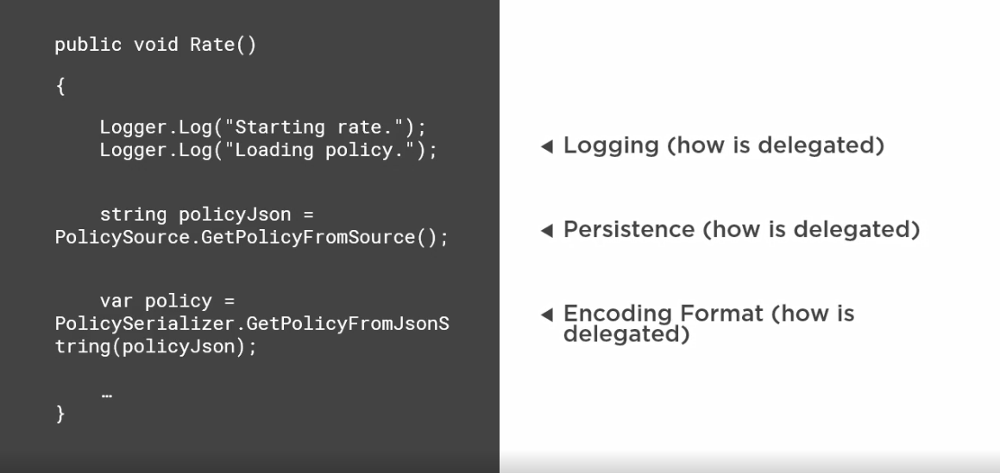 public void Rate()
{
Logger.Log("Starting rate.");
Logger.Log("Loading policy.");
string policyJson =
PolicySource.GetPolicyFromSource();
var policy =
PolicySerializer.GetPolicyFromJsonS
tring(policyJson);
…
}
◄ Logging (how is delegated)
◄ Persistence (how is delegated)
◄ Encoding Format (how is
delegated)